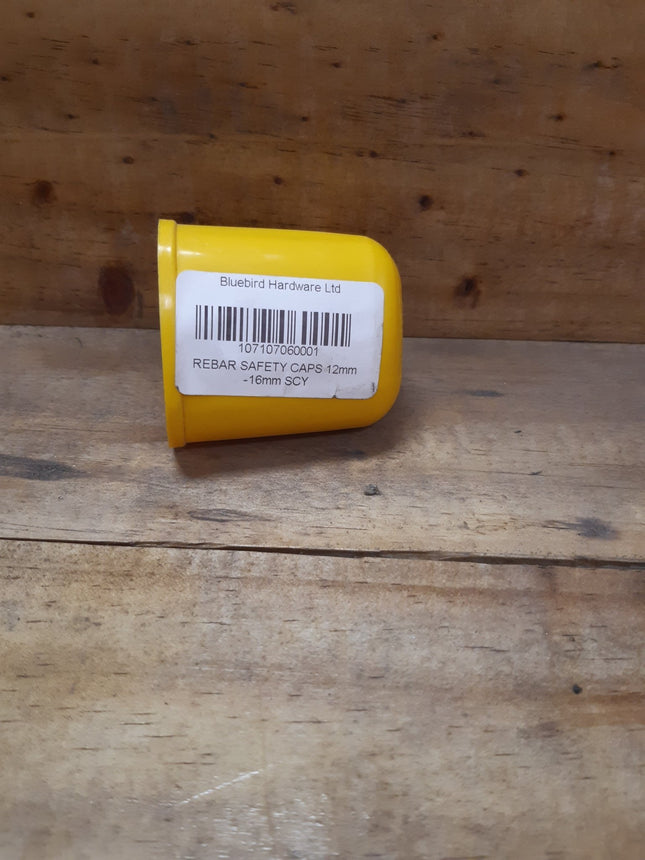 Bluebird Hardware Ltd
107107060001
REBAR SAFETY CAPS 12mm
-16mm SCY